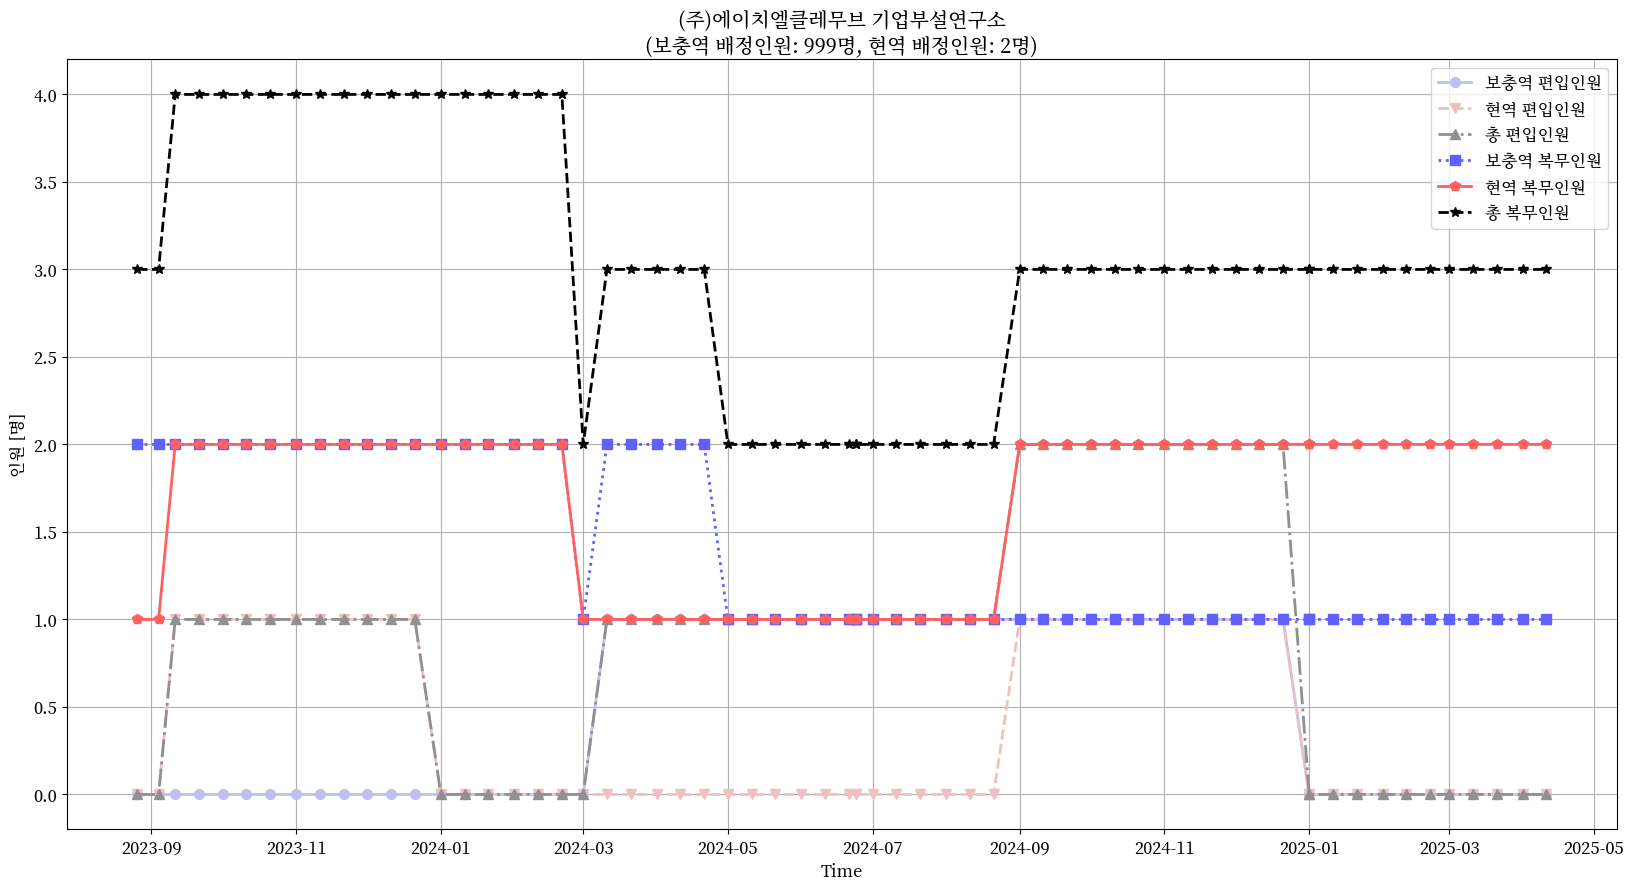 (주)에이치엘클레무브 기업부설연구소
(보충역 배정인원: 999명, 현역 배정인원: 2명)
보충역 편입인원
현역 편입인원
총 편입인원
보충역 복무인원
현역 복무인원
총 복무인원
인원 [명]
4.0
3.5
3.0
2.5
2.0
1.5
1.0
0.5
0.0
2023-09 2023-11 2024-01 2024-03 2024-05 2024-07 2024-09 2024-11 2025-01 2025-03 2025-05
Time